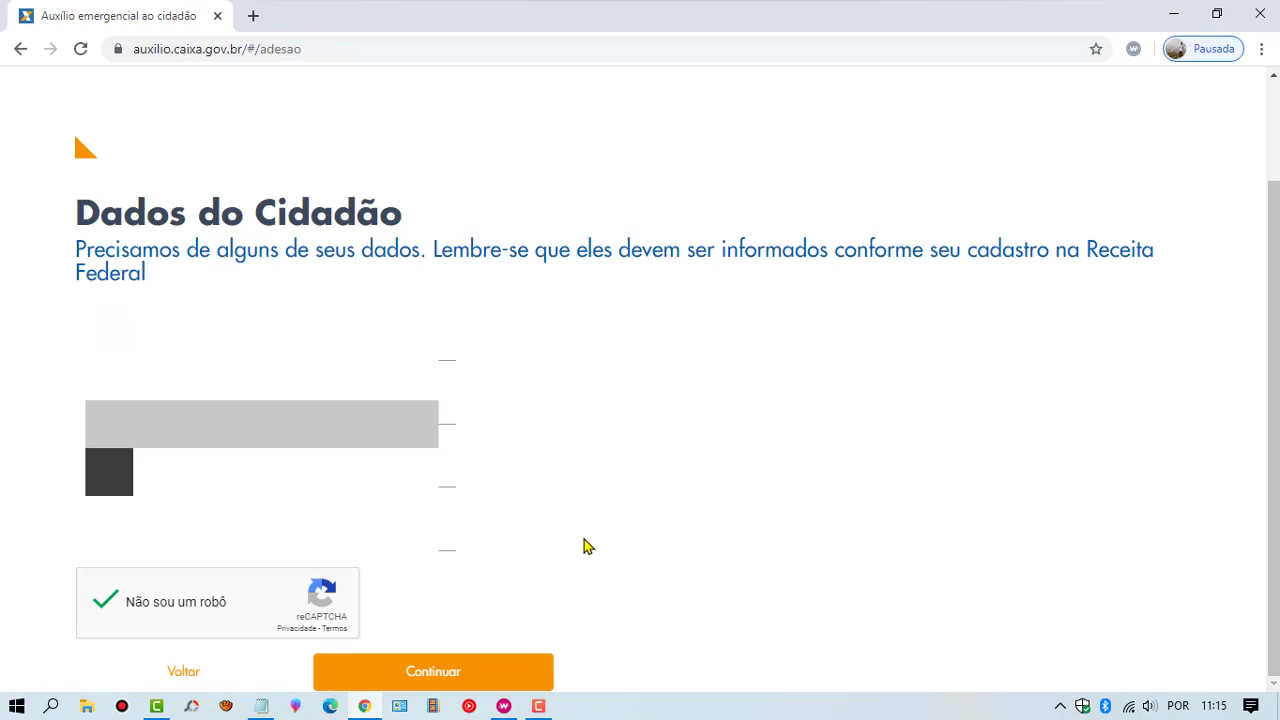 Auxílio emergencial ao cidadão
auxilio.caixa.gov.br/#/adesao
Pausada
Dados do Cidadão
Precisamos de alguns de seus dados. Lembre-se que eles devem ser informados conforme seu cadastro na Receita
Federal
Não sou um robô
reCAPTCHA
Privacidade - Termos
Voltar
Continuar
POR
11:15